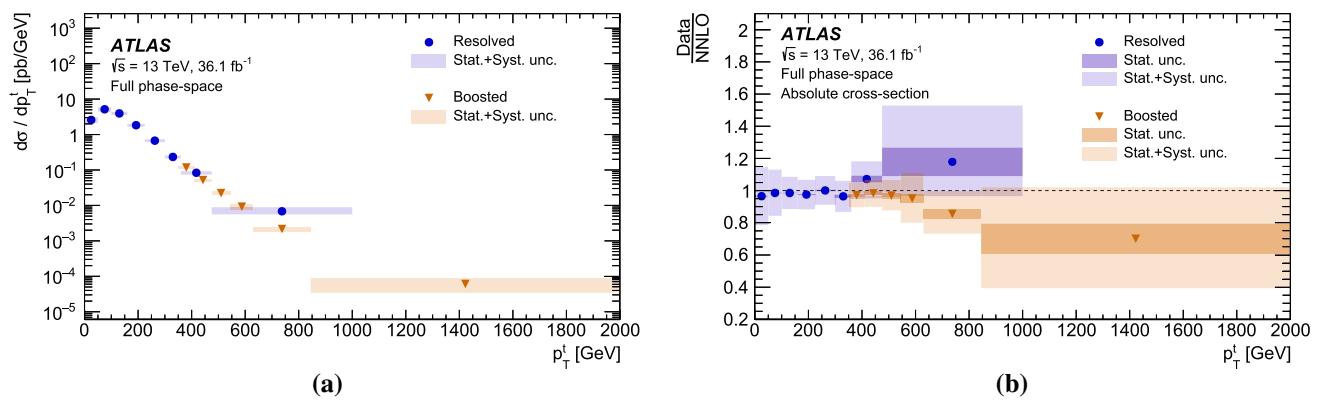 dσ / dp_T^t [pb/GeV]
10³
10²
10
1
10⁻¹
10⁻²
10⁻³
10⁻⁴
10⁻⁵
ATLAS
√s = 13 TeV, 36.1 fb⁻¹
Full phase-space
Resolved
Stat.+Syst. unc.
Boosted
Stat.+Syst. unc.
0 200 400 600 800 1000 1200 1400 1600 1800 2000
p_T^t [GeV]
(a)
Data
NNLO
2
1.8
1.6
1.4
1.2
1
0.8
0.6
0.4
0.2
ATLAS
√s = 13 TeV, 36.1 fb⁻¹
Full phase-space
Absolute cross-section
Resolved
Stat. unc.
Stat.+Syst. unc.
Boosted
Stat. unc.
Stat.+Syst. unc.
0 200 400 600 800 1000 1200 1400 1600 1800 2000
p_T^t [GeV]
(b)